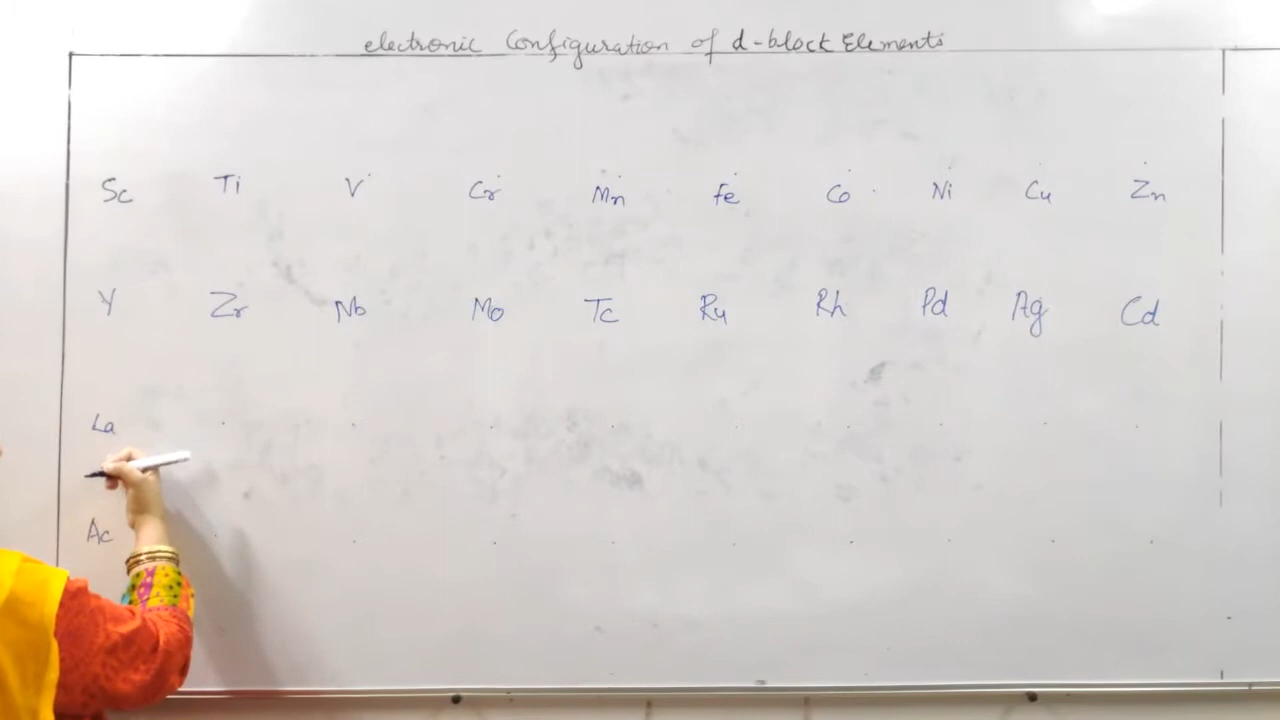 electronic Configuration of d-block Elements
Sc Ti V Cr Mn Fe Co Ni Cu Zn
Y Zr Nb Mo Tc Ru Rh Pd Ag Cd
La
Ac